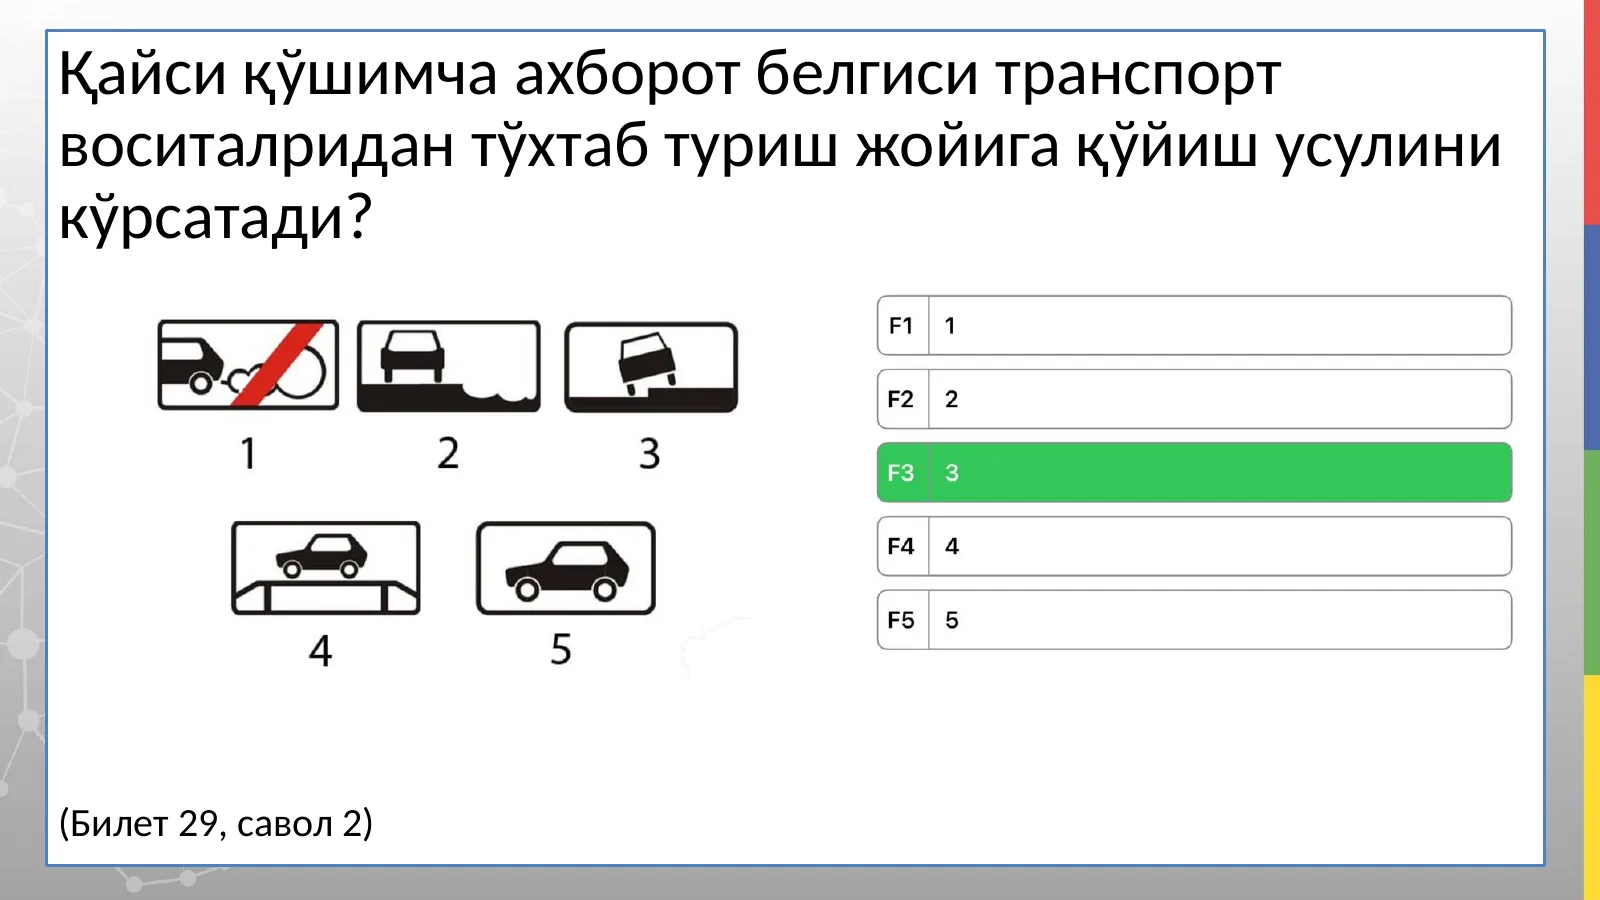 Қайси қўшимча ахборот белгиси транспорт
воситалридан тўхтаб туриш жойига қўйиш усулини
кўрсатади?
1 2 3
4 5
F1 1
F2 2
F3 3
F4 4
F5 5
(Билет 29, савол 2)